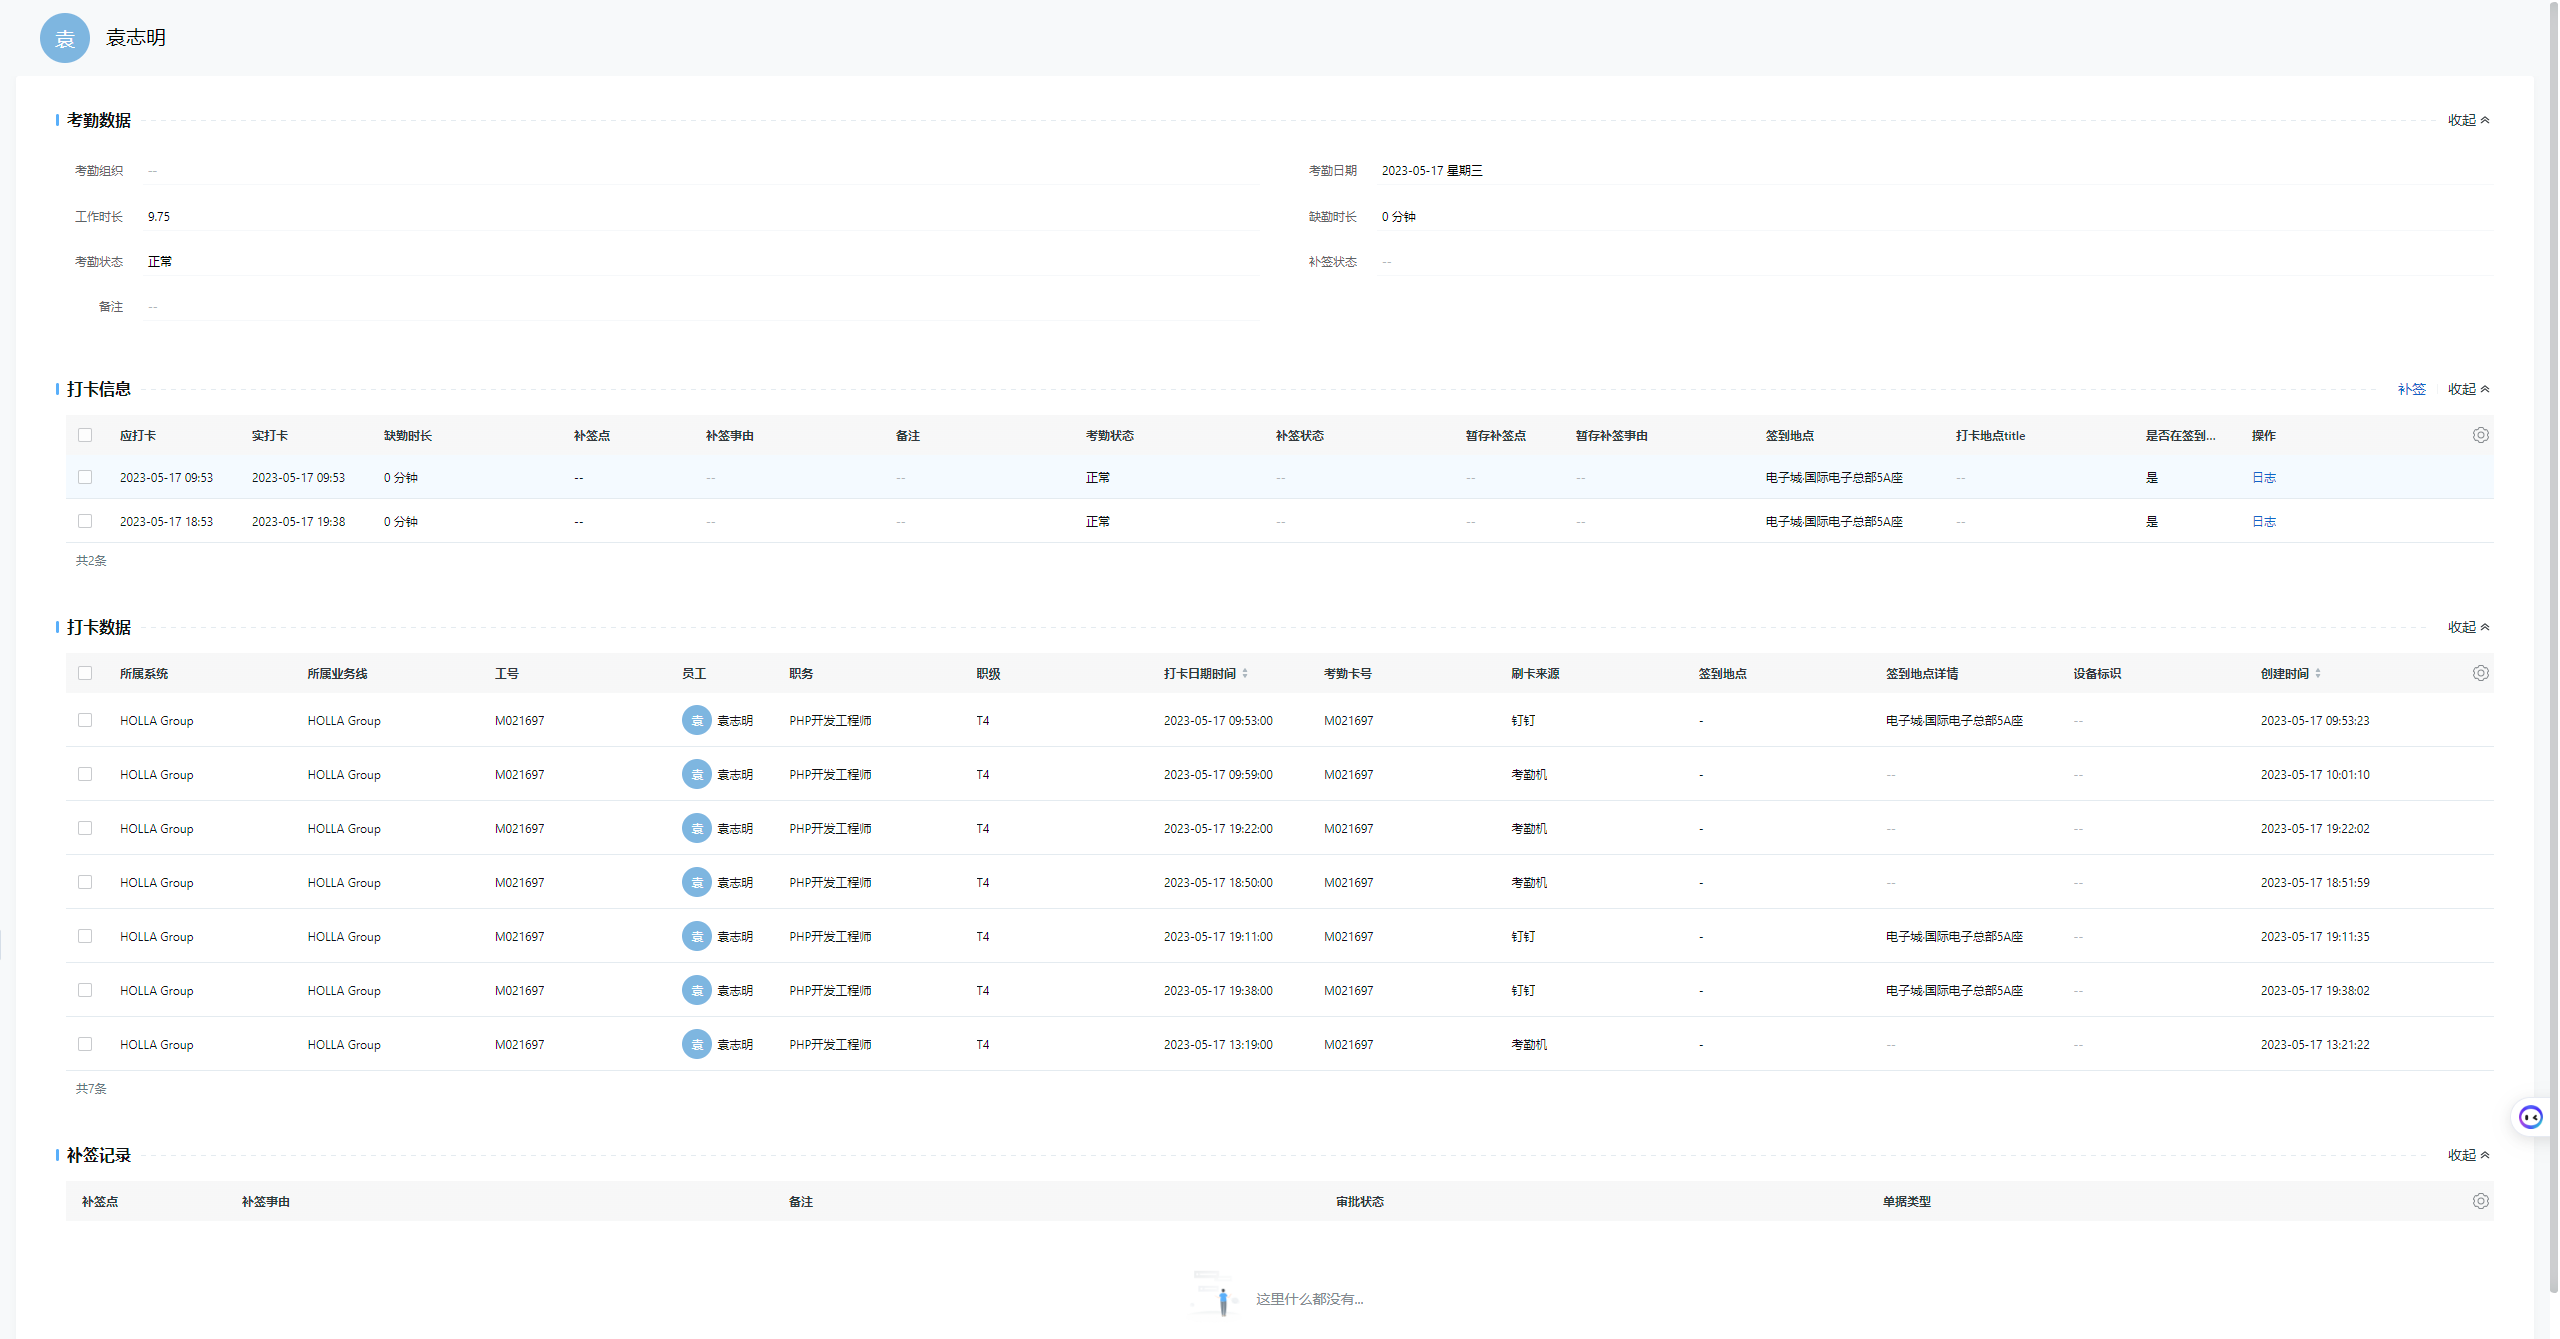 袁 袁志明
考勤数据 收起
考勤组织 -- 考勤日期 2023-05-17 星期三
工作时长 9.75 缺勤时长 0 分钟
考勤状态 正常 补签状态 --
备注 --
打卡信息 补签 收起
应打卡 实打卡 缺勤时长 补签点 补签事由 备注 考勤状态 补签状态 暂存补签点 暂存补签事由 签到地点 打卡地点title 是否在签到... 操作
2023-05-17 09:53 2023-05-17 09:53 0 分钟 -- -- -- 正常 -- -- -- 电子城·国际电子总部5A座 -- 是 日志
2023-05-17 18:53 2023-05-17 19:38 0 分钟 -- -- -- 正常 -- -- -- 电子城·国际电子总部5A座 -- 是 日志
共2条
打卡数据 收起
所属系统 所属业务线 工号 员工 职务 职级 打卡日期时间 考勤卡号 刷卡来源 签到地点 签到地点详情 设备标识 创建时间
HOLLA Group HOLLA Group M021697 袁 袁志明 PHP开发工程师 T4 2023-05-17 09:53:00 M021697 钉钉 - 电子城·国际电子总部5A座 -- 2023-05-17 09:53:23
HOLLA Group HOLLA Group M021697 袁 袁志明 PHP开发工程师 T4 2023-05-17 09:59:00 M021697 考勤机 - -- -- 2023-05-17 10:01:10
HOLLA Group HOLLA Group M021697 袁 袁志明 PHP开发工程师 T4 2023-05-17 19:22:00 M021697 考勤机 - -- -- 2023-05-17 19:22:02
HOLLA Group HOLLA Group M021697 袁 袁志明 PHP开发工程师 T4 2023-05-17 18:50:00 M021697 考勤机 - -- -- 2023-05-17 18:51:59
HOLLA Group HOLLA Group M021697 袁 袁志明 PHP开发工程师 T4 2023-05-17 19:11:00 M021697 钉钉 - 电子城·国际电子总部5A座 -- 2023-05-17 19:11:35
HOLLA Group HOLLA Group M021697 袁 袁志明 PHP开发工程师 T4 2023-05-17 19:38:00 M021697 钉钉 - 电子城·国际电子总部5A座 -- 2023-05-17 19:38:02
HOLLA Group HOLLA Group M021697 袁 袁志明 PHP开发工程师 T4 2023-05-17 13:19:00 M021697 考勤机 - -- -- 2023-05-17 13:21:22
共7条
补签记录 收起
补签点 补签事由 备注 审批状态 单据类型
这里什么都没有...